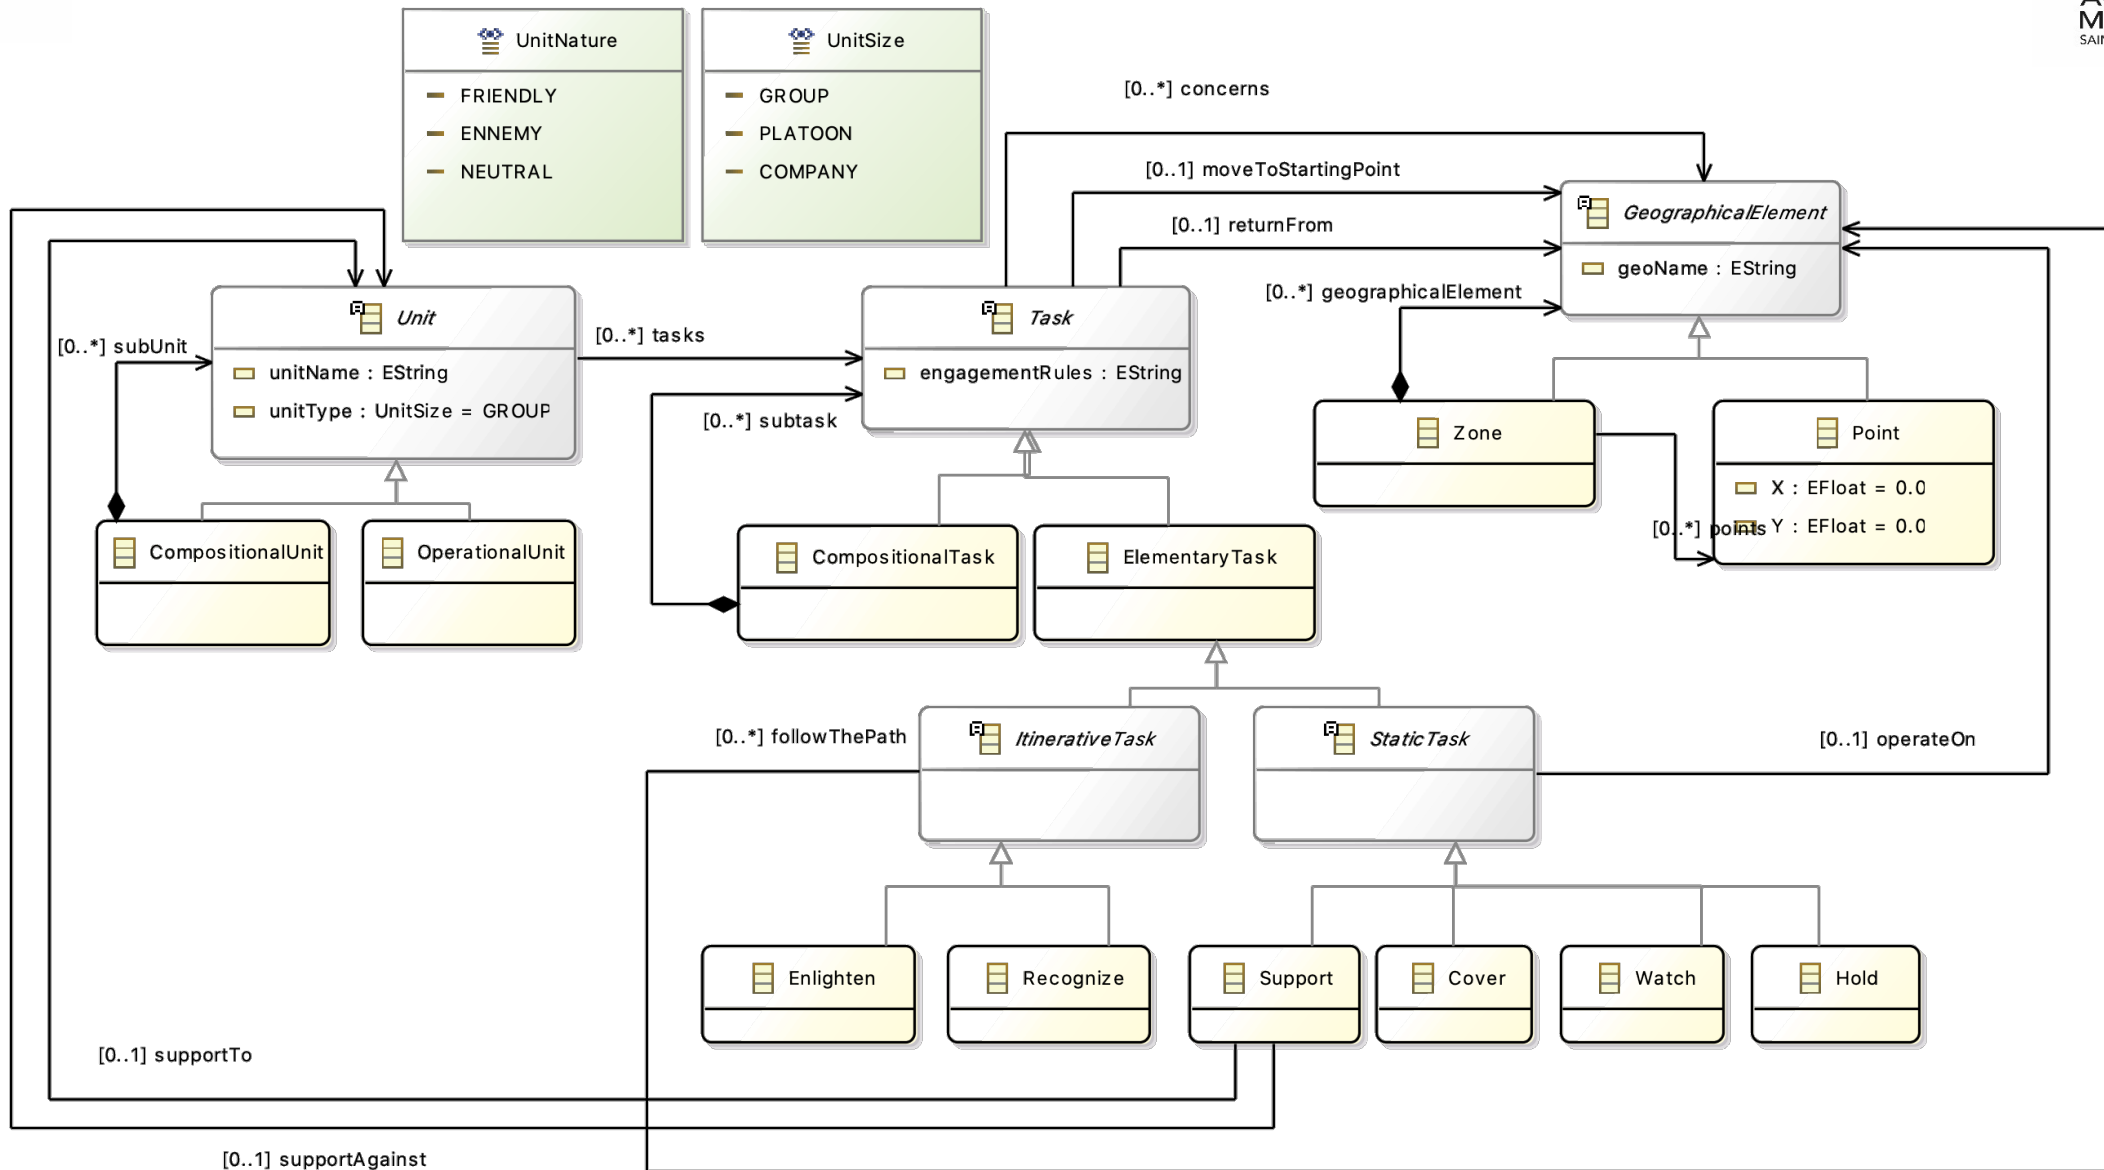 A
M
SAIN
UnitNature
FRIENDLY
ENNEMY
NEUTRAL
UnitSize
GROUP
PLATOON
COMPANY
[0..*] concerns
[0..1] moveToStartingPoint
[0..1] returnFrom
GeographicalElement
geoName : EString
[0..*] geographicalElement
[0..*] subUnit
Unit
unitName : EString
unitType : UnitSize = GROUP
[0..*] tasks
Task
engagementRules : EString
[0..*] subtask
Zone
Point
X : EFloat = 0.0
Y : EFloat = 0.0
[0..*] points
CompositionalUnit
OperationalUnit
CompositionalTask
ElementaryTask
[0..*] followThePath
ItinerativeTask
StaticTask
[0..1] operateOn
Enlighten
Recognize
Support
Cover
Watch
Hold
[0..1] supportTo
[0..1] supportAgainst